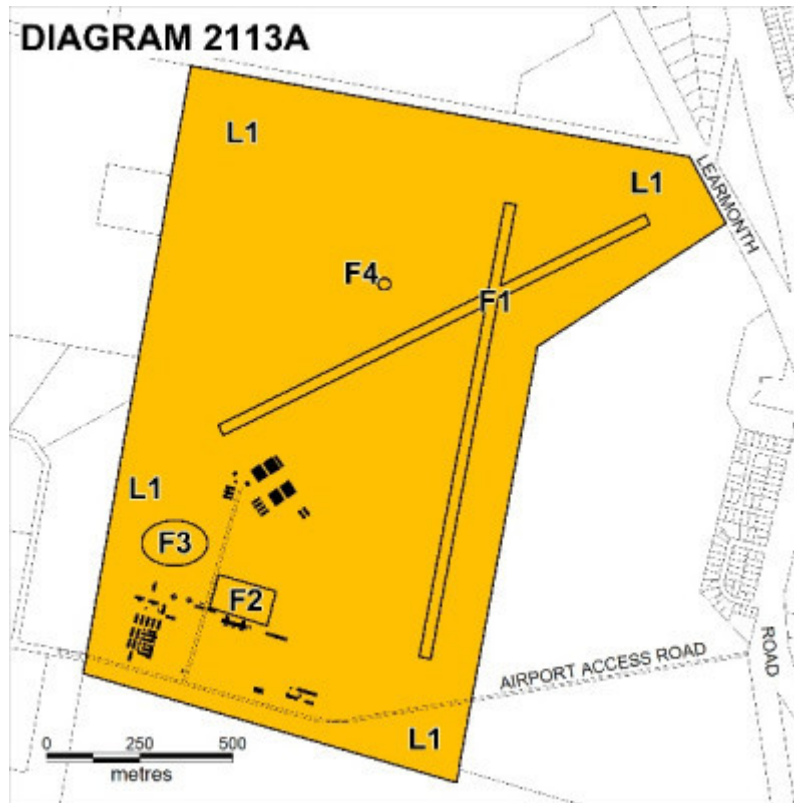 DIAGRAM 2113A
L1
L1
LEARMONTH
F4
F1
L1
F3
F2
ROAD
AIRPORT ACCESS ROAD
L1
0 250 500
metres